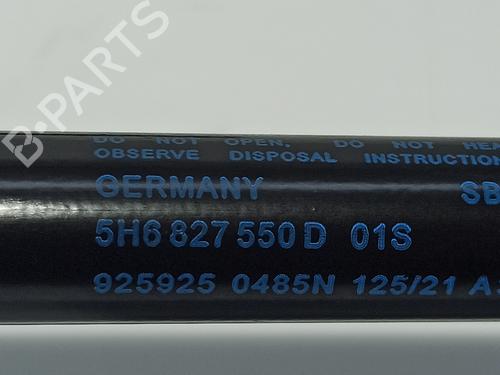 B-PARTS
DO NOT OPEN. DO NOT HEA
OBSERVE DISPOSAL INSTRUCTION
GERMANY SB
5H6 827 550 D 01S
925925 0485N 125/21 A